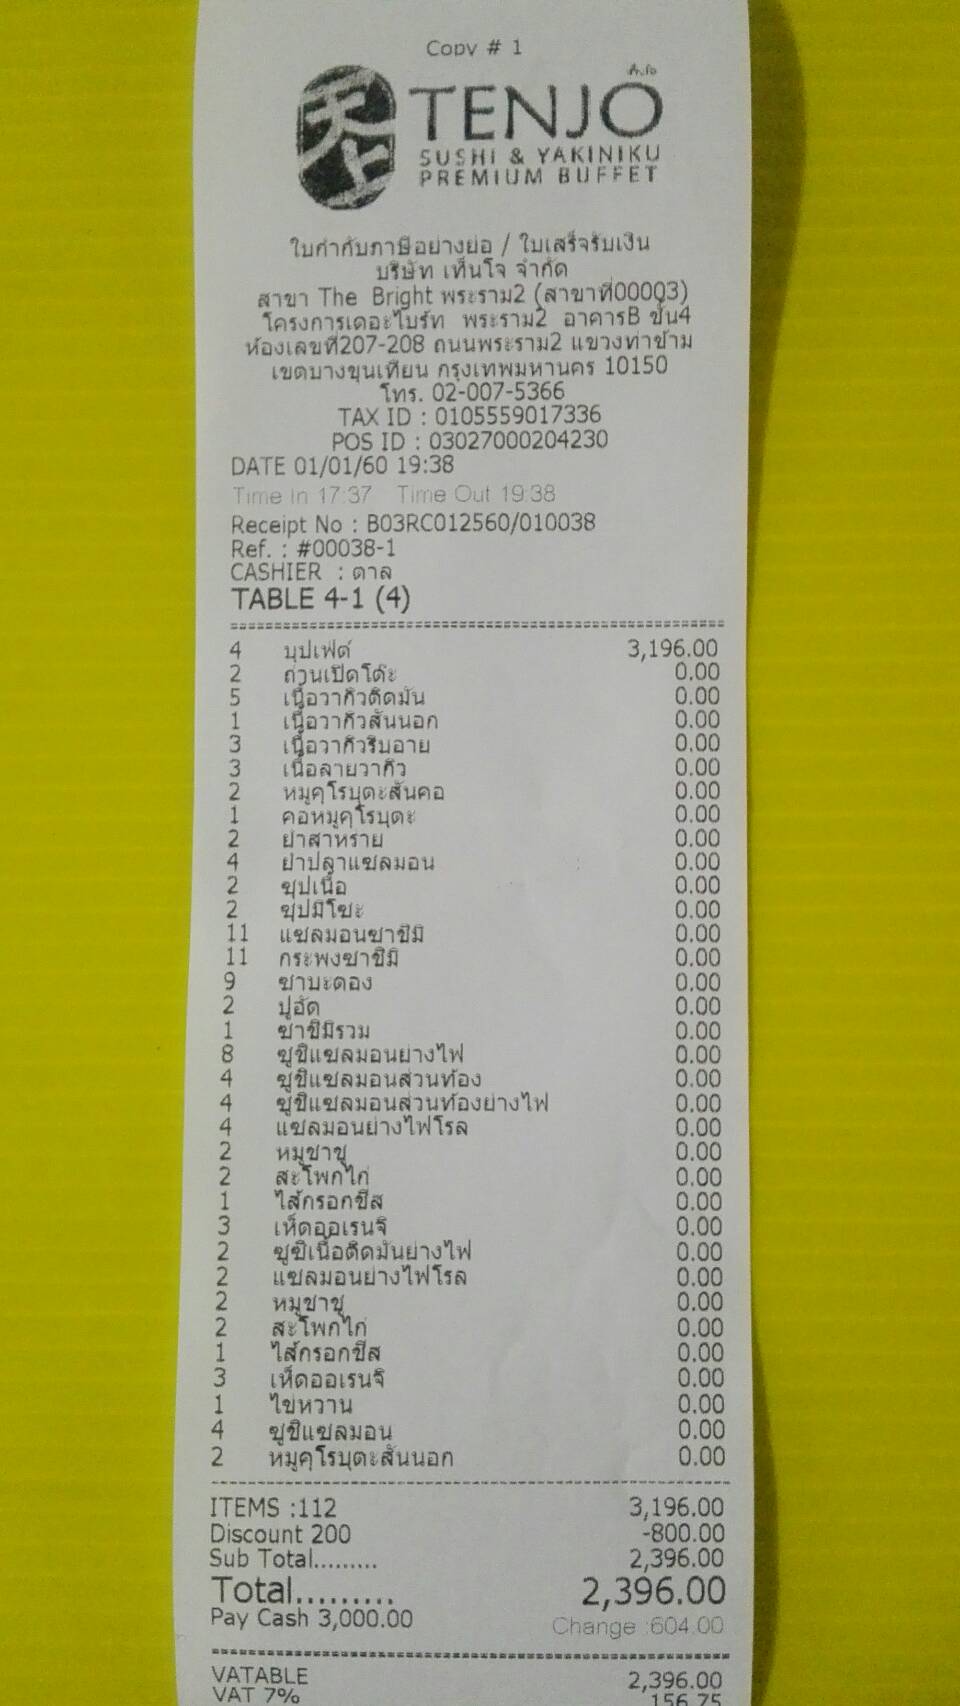 Copy # 1
เท็นโจ
天上
TENJO
SUSHI & YAKINIKU
PREMIUM BUFFET
ใบกำกับภาษีอย่างย่อ / ใบเสร็จรับเงิน
บริษัท เท็นโจ จำกัด
สาขา The Bright พระราม2 (สาขาที่00003)
โครงการเดอะไบร์ท พระราม2 อาคารB ชั้น4
ห้องเลขที่207-208 ถนนพระราม2 แขวงท่าข้าม
เขตบางขุนเทียน กรุงเทพมหานคร 10150
โทร. 02-007-5366
TAX ID : 0105559017336
POS ID : 03027000204230
DATE 01/01/60 19:38
Time In 17:37 Time Out 19:38
Receipt No : B03RC012560/010038
Ref. : #00038-1
CASHIER : ตาล
TABLE 4-1 (4)
4 บุปเฟต์ 3,196.00
2 ถ่านเปิดโต๊ะ 0.00
5 เนื้อวากิวติดมัน 0.00
1 เนื้อวากิวสันนอก 0.00
3 เนื้อวากิวริบอาย 0.00
3 เนื้อลายวากิว 0.00
2 หมูคุโรบุตะสันคอ 0.00
1 คอหมูคุโรบุตะ 0.00
2 ยำสาหร่าย 0.00
4 ยำปลาแซลมอน 0.00
2 ซุปเนื้อ 0.00
2 ซุปมิโซะ 0.00
11 แซลมอนซาซิมิ 0.00
11 กระพงซาซิมิ 0.00
9 ซาบะดอง 0.00
2 ปูอัด 0.00
1 ซาซิมิรวม 0.00
8 ซูชิแซลมอนย่างไฟ 0.00
4 ซูชิแซลมอนส่วนท้อง 0.00
4 ซูชิแซลมอนส่วนท้องย่างไฟ 0.00
4 แซลมอนย่างไฟโรล 0.00
2 หมูชาชู 0.00
2 สะโพกไก่ 0.00
1 ไส้กรอกชีส 0.00
3 เห็ดออเรนจิ 0.00
2 ซูชิเนื้อติดมันย่างไฟ 0.00
2 แซลมอนย่างไฟโรล 0.00
2 หมูชาชู 0.00
2 สะโพกไก่ 0.00
1 ไส้กรอกชีส 0.00
3 เห็ดออเรนจิ 0.00
1 ไข่หวาน 0.00
4 ซูชิแซลมอน 0.00
2 หมูคุโรบุตะสันนอก 0.00
ITEMS :112 3,196.00
Discount 200 -800.00
Sub Total......... 2,396.00
Total......... 2,396.00
Pay Cash 3,000.00 Change :604.00
VATABLE 2,396.00
VAT 7% 156.75